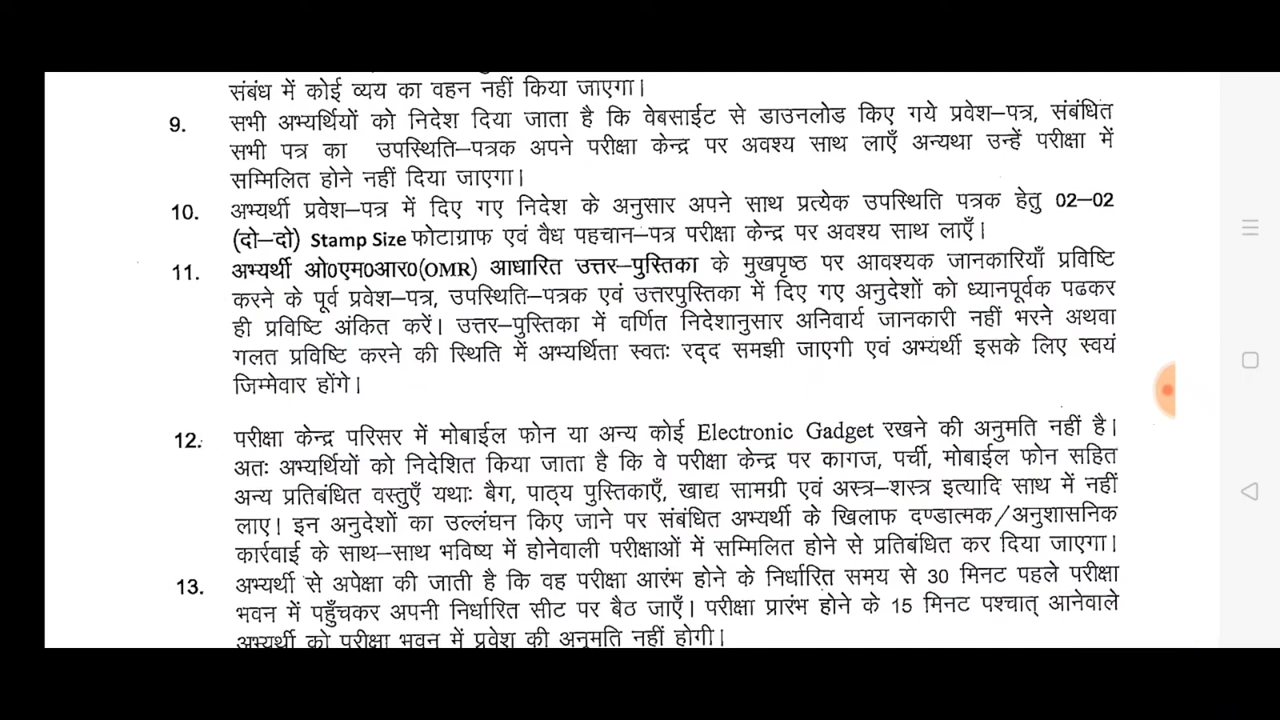 संबंध में कोई व्यय का वहन नहीं किया जाएगा।
9. सभी अभ्यर्थियों को निदेश दिया जाता है कि वेबसाईट से डाउनलोड किए गये प्रवेश–पत्र, संबंधित
सभी पत्र का उपस्थिति–पत्रक अपने परीक्षा केन्द्र पर अवश्य साथ लाएँ अन्यथा उन्हें परीक्षा में
सम्मिलित होने नहीं दिया जाएगा।
10. अभ्यर्थी प्रवेश–पत्र में दिए गए निदेश के अनुसार अपने साथ प्रत्येक उपस्थिति पत्रक हेतु 02–02
(दो–दो) Stamp Size फोटाग्राफ एवं वैध पहचान–पत्र परीक्षा केन्द्र पर अवश्य साथ लाएँ।
11. अभ्यर्थी ओ0एम0आर0(OMR) आधारित उत्तर–पुस्तिका के मुखपृष्ठ पर आवश्यक जानकारियाँ प्रविष्टि
करने के पूर्व प्रवेश–पत्र, उपस्थिति–पत्रक एवं उत्तरपुस्तिका में दिए गए अनुदेशों को ध्यानपूर्वक पढकर
ही प्रविष्टि अंकित करें। उत्तर–पुस्तिका में वर्णित निदेशानुसार अनिवार्य जानकारी नहीं भरने अथवा
गलत प्रविष्टि करने की स्थिति में अभ्यर्थिता स्वतः रद्द समझी जाएगी एवं अभ्यर्थी इसके लिए स्वयं
जिम्मेवार होंगे।
12. परीक्षा केन्द्र परिसर में मोबाईल फोन या अन्य कोई Electronic Gadget रखने की अनुमति नहीं है।
अतः अभ्यर्थियों को निदेशित किया जाता है कि वे परीक्षा केन्द्र पर कागज, पर्ची, मोबाईल फोन सहित
अन्य प्रतिबंधित वस्तुएँ यथाः बैग, पाठ्य पुस्तिकाएँ, खाद्य सामग्री एवं अस्त्र–शस्त्र इत्यादि साथ में नहीं
लाए। इन अनुदेशों का उल्लंघन किए जाने पर संबंधित अभ्यर्थी के खिलाफ दण्डात्मक/अनुशासनिक
कार्रवाई के साथ–साथ भविष्य में होनेवाली परीक्षाओं में सम्मिलित होने से प्रतिबंधित कर दिया जाएगा।
13. अभ्यर्थी से अपेक्षा की जाती है कि वह परीक्षा आरंभ होने के निर्धारित समय से 30 मिनट पहले परीक्षा
भवन में पहुँचकर अपनी निर्धारित सीट पर बैठ जाएँ। परीक्षा प्रारंभ होने के 15 मिनट पश्चात् आनेवाले
अभ्यर्थी को परीक्षा भवन में प्रवेश की अनुमति नहीं होगी।